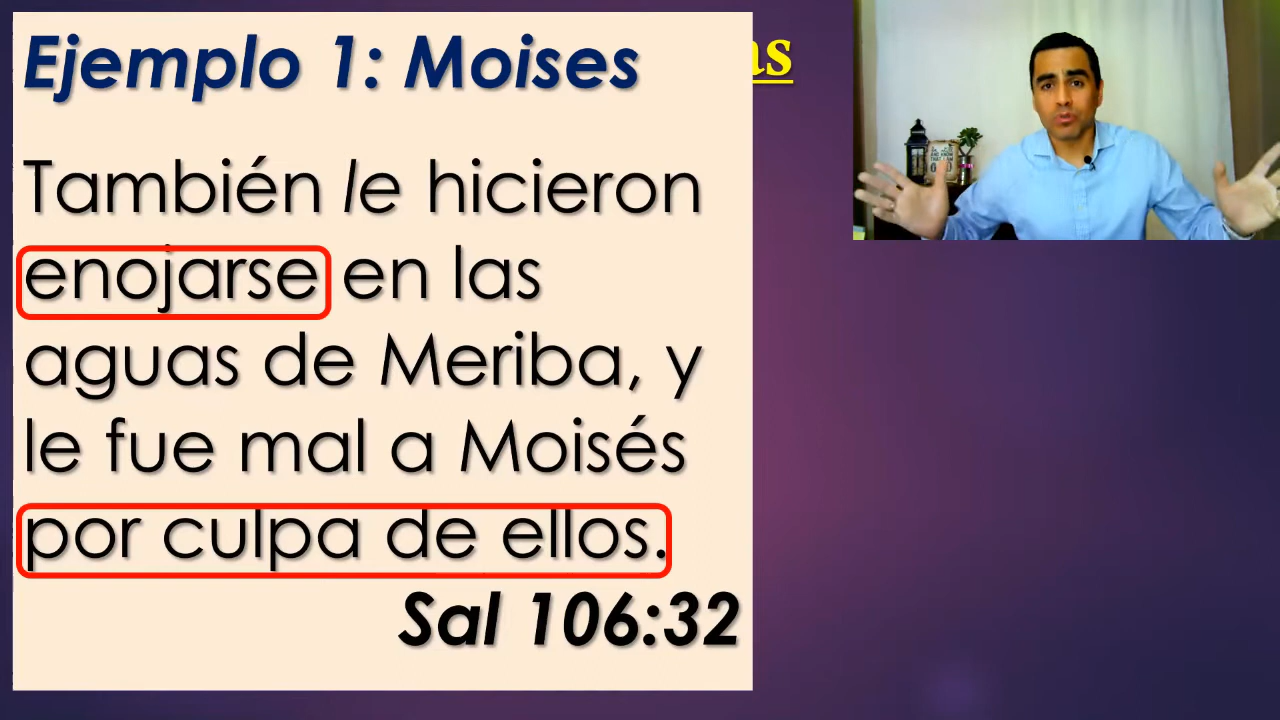 Ejemplo 1: Moises
as
También le hicieron
enojarse en las
aguas de Meriba, y
le fue mal a Moisés
por culpa de ellos.
Sal 106:32